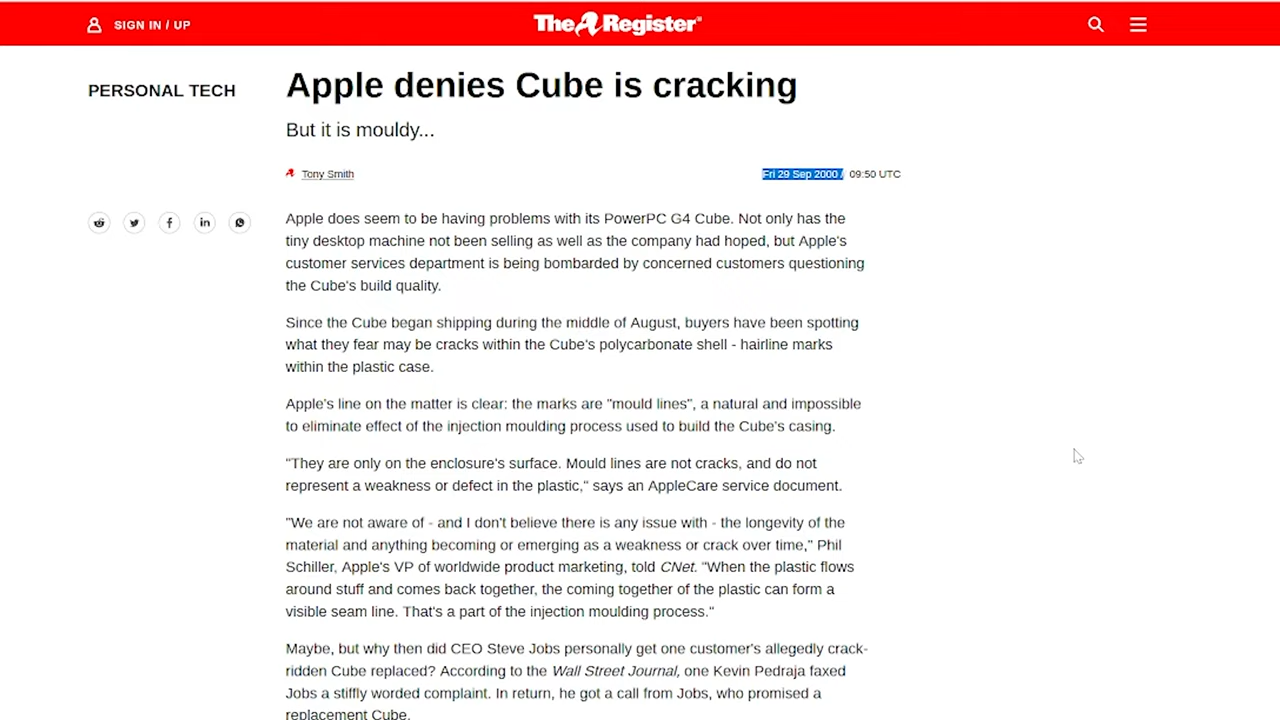 SIGN IN / UP
The Register®
PERSONAL TECH
Apple denies Cube is cracking
But it is mouldy...
Tony Smith
Fri 29 Sep 2000 / 09:50 UTC
Apple does seem to be having problems with its PowerPC G4 Cube. Not only has the
tiny desktop machine not been selling as well as the company had hoped, but Apple's
customer services department is being bombarded by concerned customers questioning
the Cube's build quality.
Since the Cube began shipping during the middle of August, buyers have been spotting
what they fear may be cracks within the Cube's polycarbonate shell - hairline marks
within the plastic case.
Apple's line on the matter is clear: the marks are "mould lines", a natural and impossible
to eliminate effect of the injection moulding process used to build the Cube's casing.
"They are only on the enclosure's surface. Mould lines are not cracks, and do not
represent a weakness or defect in the plastic," says an AppleCare service document.
"We are not aware of - and I don't believe there is any issue with - the longevity of the
material and anything becoming or emerging as a weakness or crack over time," Phil
Schiller, Apple's VP of worldwide product marketing, told CNet. "When the plastic flows
around stuff and comes back together, the coming together of the plastic can form a
visible seam line. That's a part of the injection moulding process."
Maybe, but why then did CEO Steve Jobs personally get one customer's allegedly crack-
ridden Cube replaced? According to the Wall Street Journal, one Kevin Pedraja faxed
Jobs a stiffly worded complaint. In return, he got a call from Jobs, who promised a
replacement Cube.